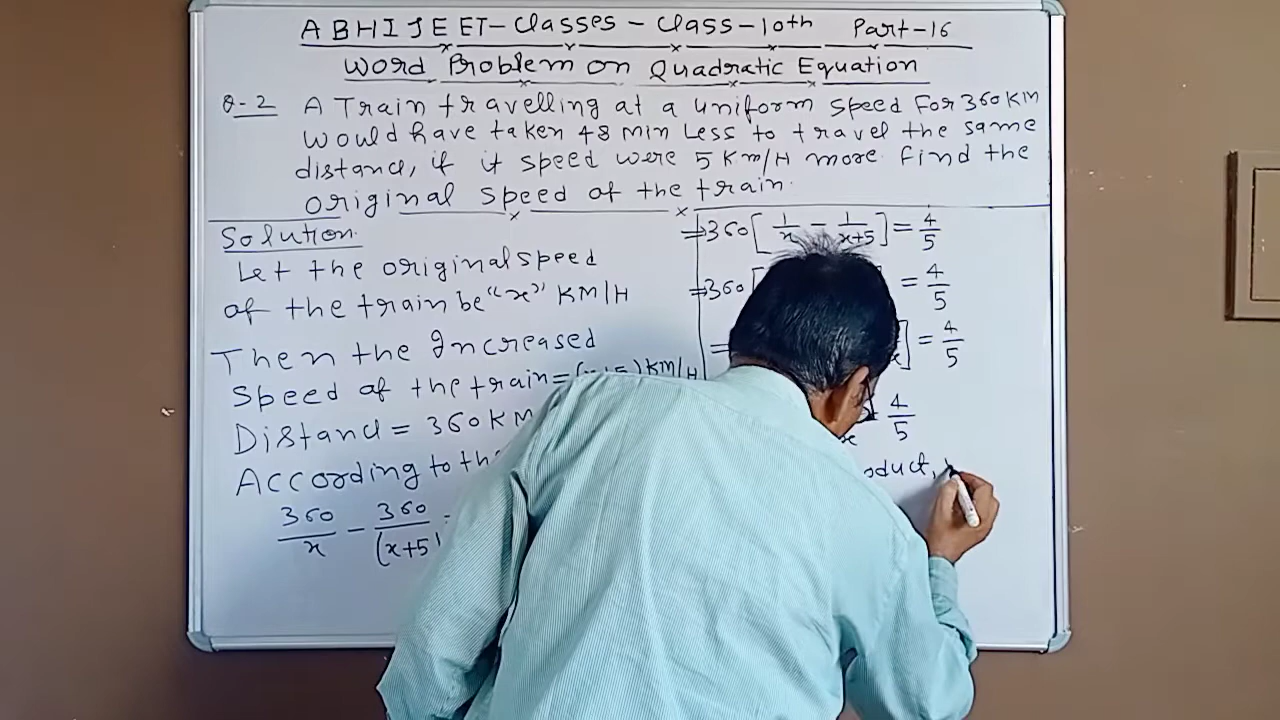 ABHIJEET-Classes - Class-10th Part-16
Word Problem on Quadratic Equation
Q-2 A Train travelling at a uniform speed for 360 KM
would have taken 48 Min Less to travel the same
distance, if it speed were 5 KM/H more. find the
original speed of the train.
Solution.
Let the original speed
of the train be "x" KM/H
Then the Increased
speed of the train = (x+5) KM/H
Distance = 360 KM
According to the
360/x - 360/(x+5)
⇒360[1/x - 1/x+5] = 4/5
⇒360[ = 4/5
= ] = 4/5
x = 4/5
oduct,